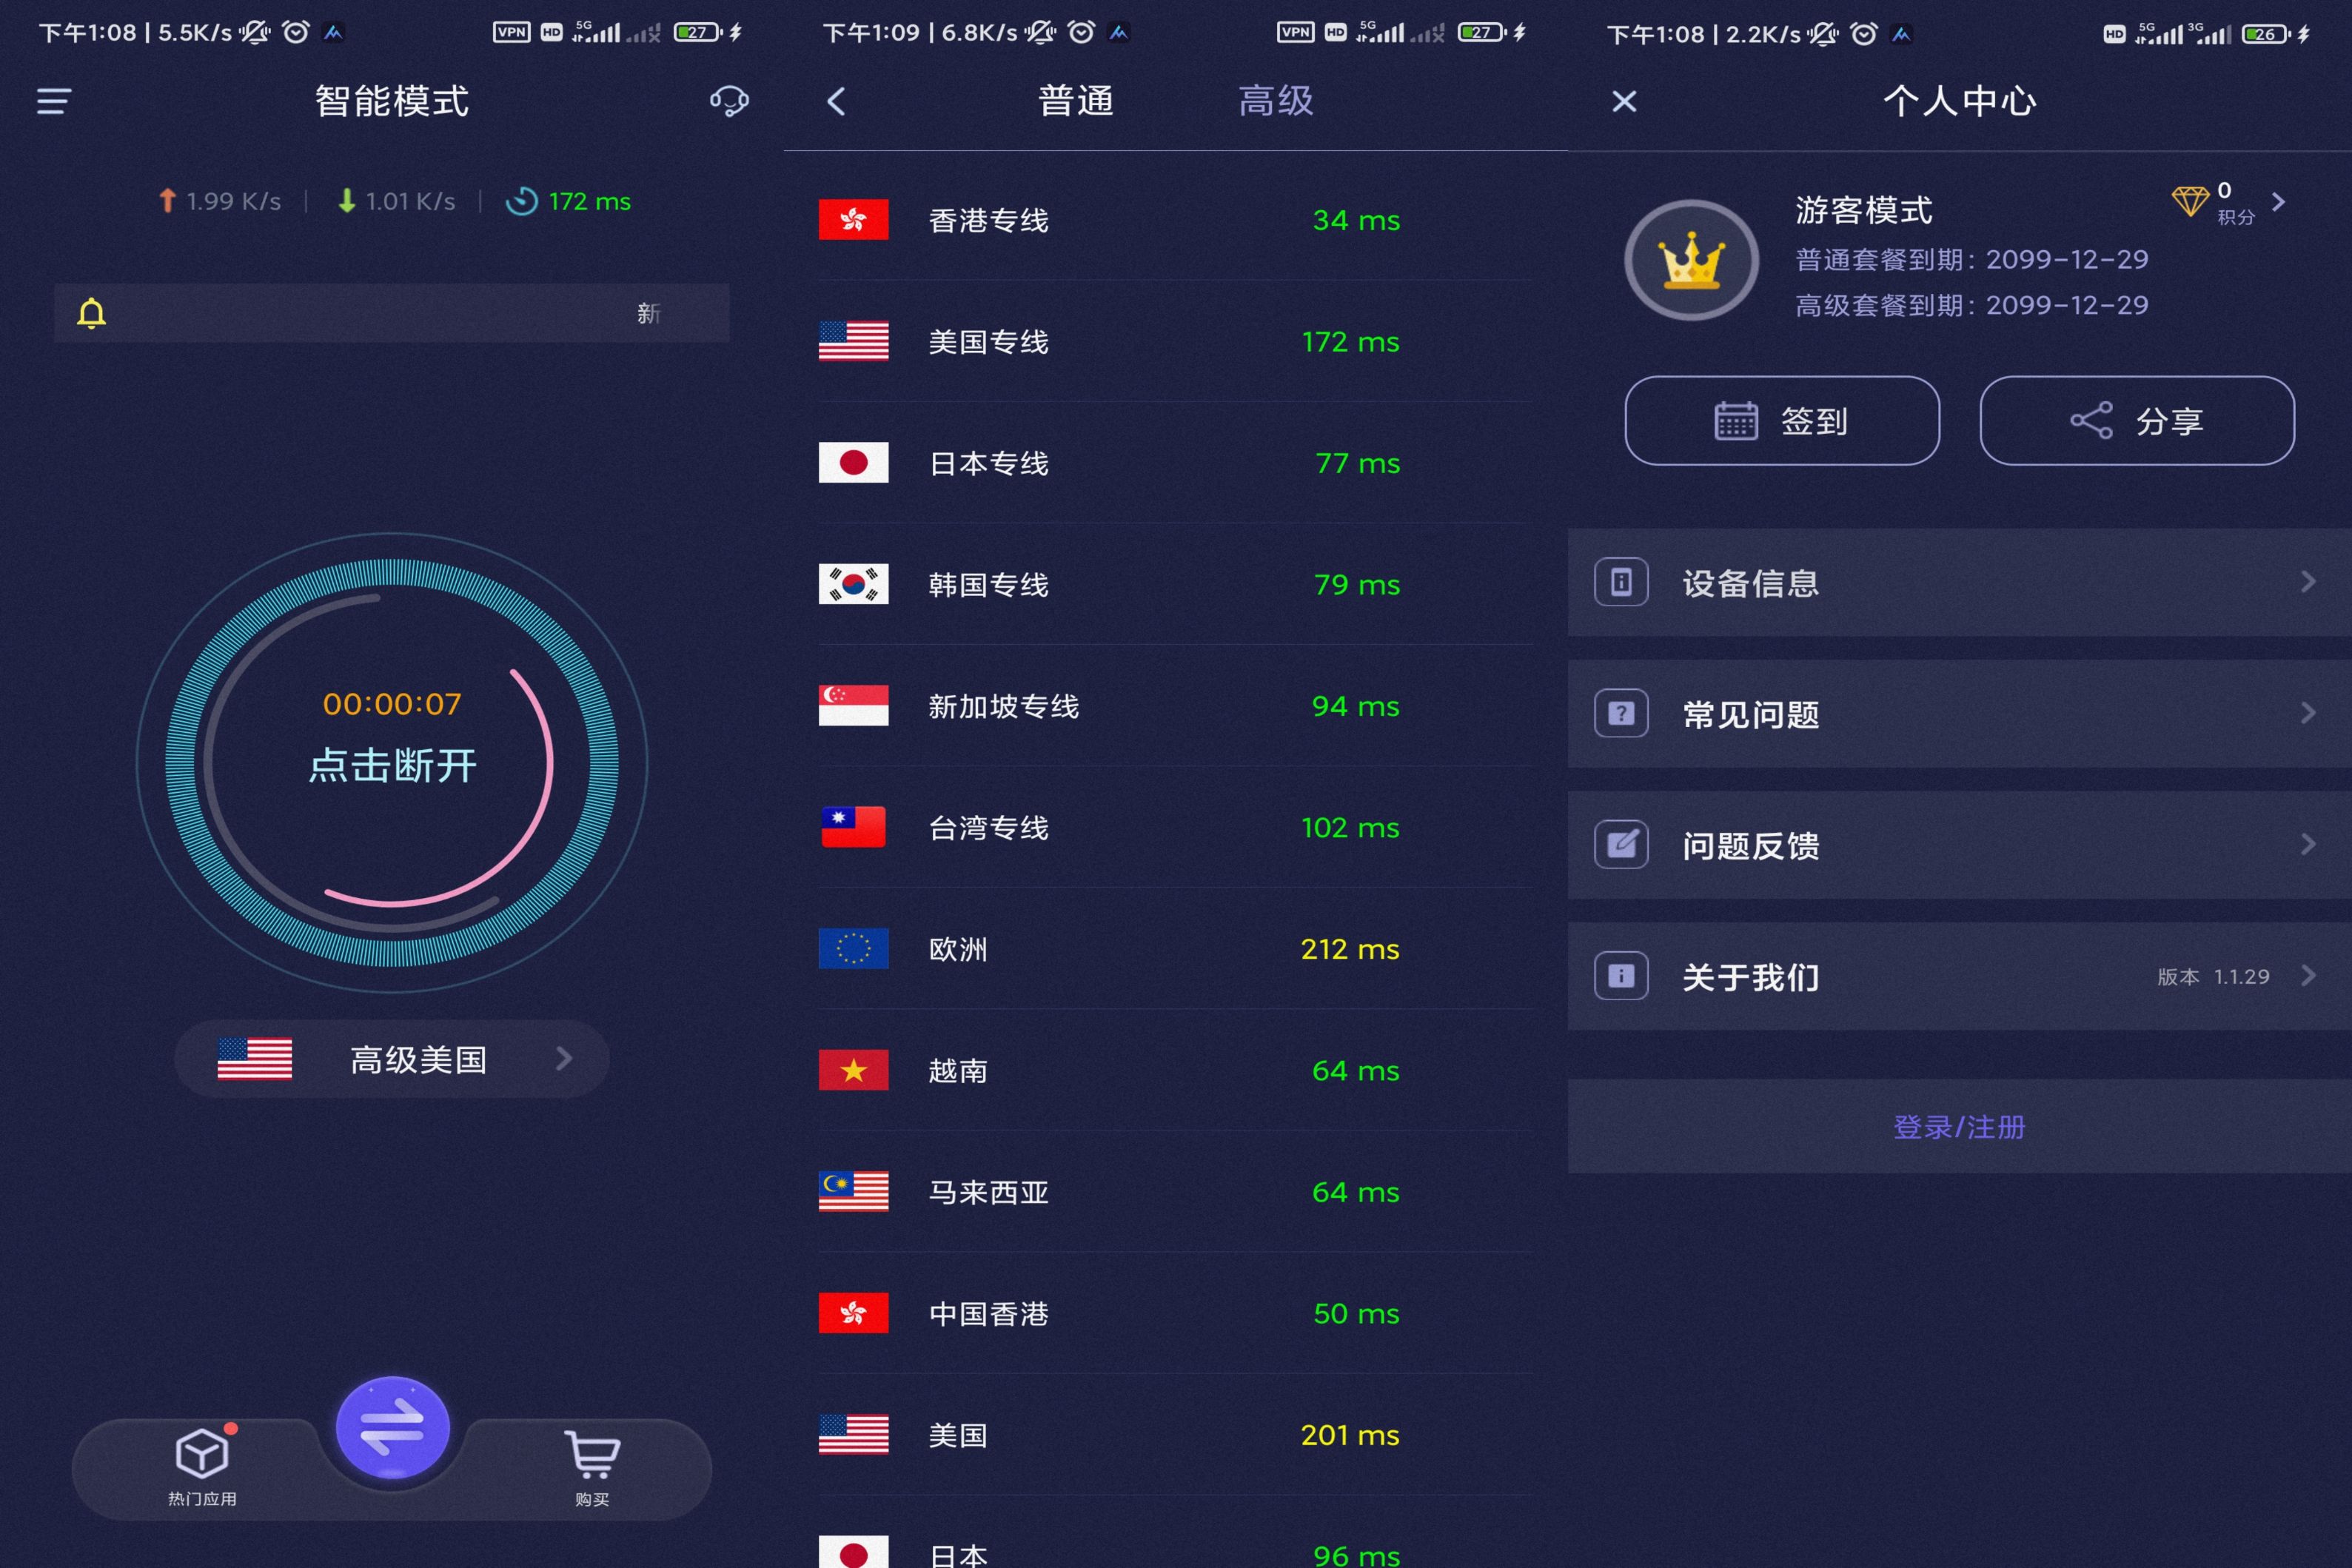 下午1:08 | 5.5K/s
VPN HD 5G 27
智能模式
1.99 K/s | 1.01 K/s | 172 ms
新
00:00:07
点击断开
高级美国
热门应用
购买
下午1:09 | 6.8K/s
VPN HD 5G 27
普通 高级
香港专线 34 ms
美国专线 172 ms
日本专线 77 ms
韩国专线 79 ms
新加坡专线 94 ms
台湾专线 102 ms
欧洲 212 ms
越南 64 ms
马来西亚 64 ms
中国香港 50 ms
美国 201 ms
日本 96 ms
下午1:08 | 2.2K/s
HD 5G 3G 26
个人中心
游客模式
0
积分
普通套餐到期: 2099-12-29
高级套餐到期: 2099-12-29
签到
分享
设备信息
常见问题
问题反馈
关于我们 版本 1.1.29
登录/注册